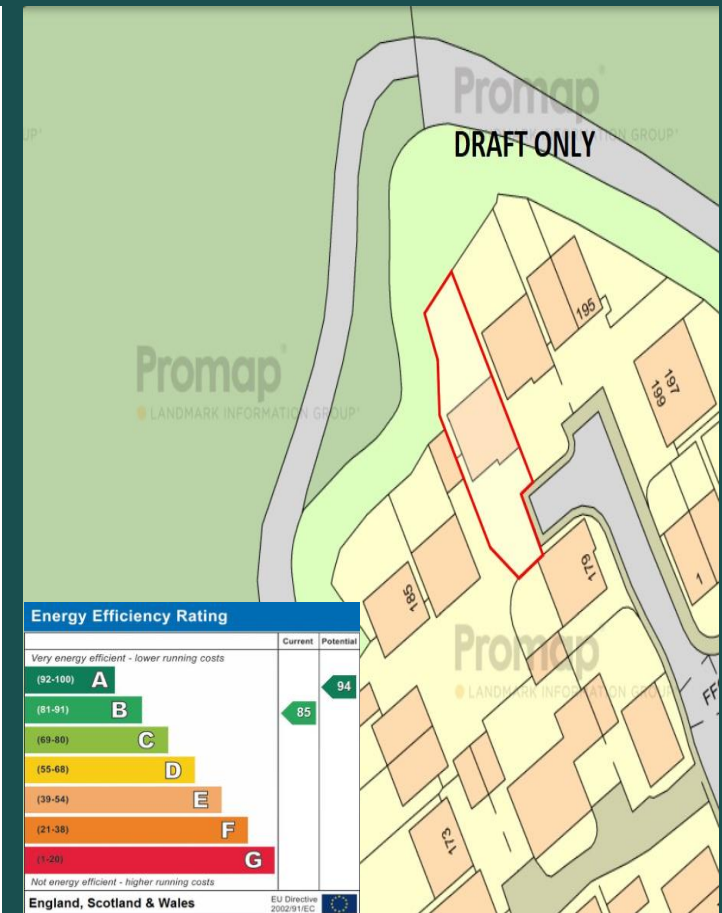 Promap
LANDMARK INFORMATION GROUP
DRAFT ONLY
UP'
195
197
199
Promap
LANDMARK INFORMATION GROUP'
179
1
185
Promap
LANDMARK INFORMATION GROUP
173
Energy Efficiency Rating
Current Potential
Very energy efficient - lower running costs
(92-100) A
94
(81-91) B
85
(69-80) C
(55-68) D
(39-54) E
(21-38) F
(1-20) G
Not energy efficient - higher running costs
England, Scotland & Wales
EU Directive
2002/91/EC